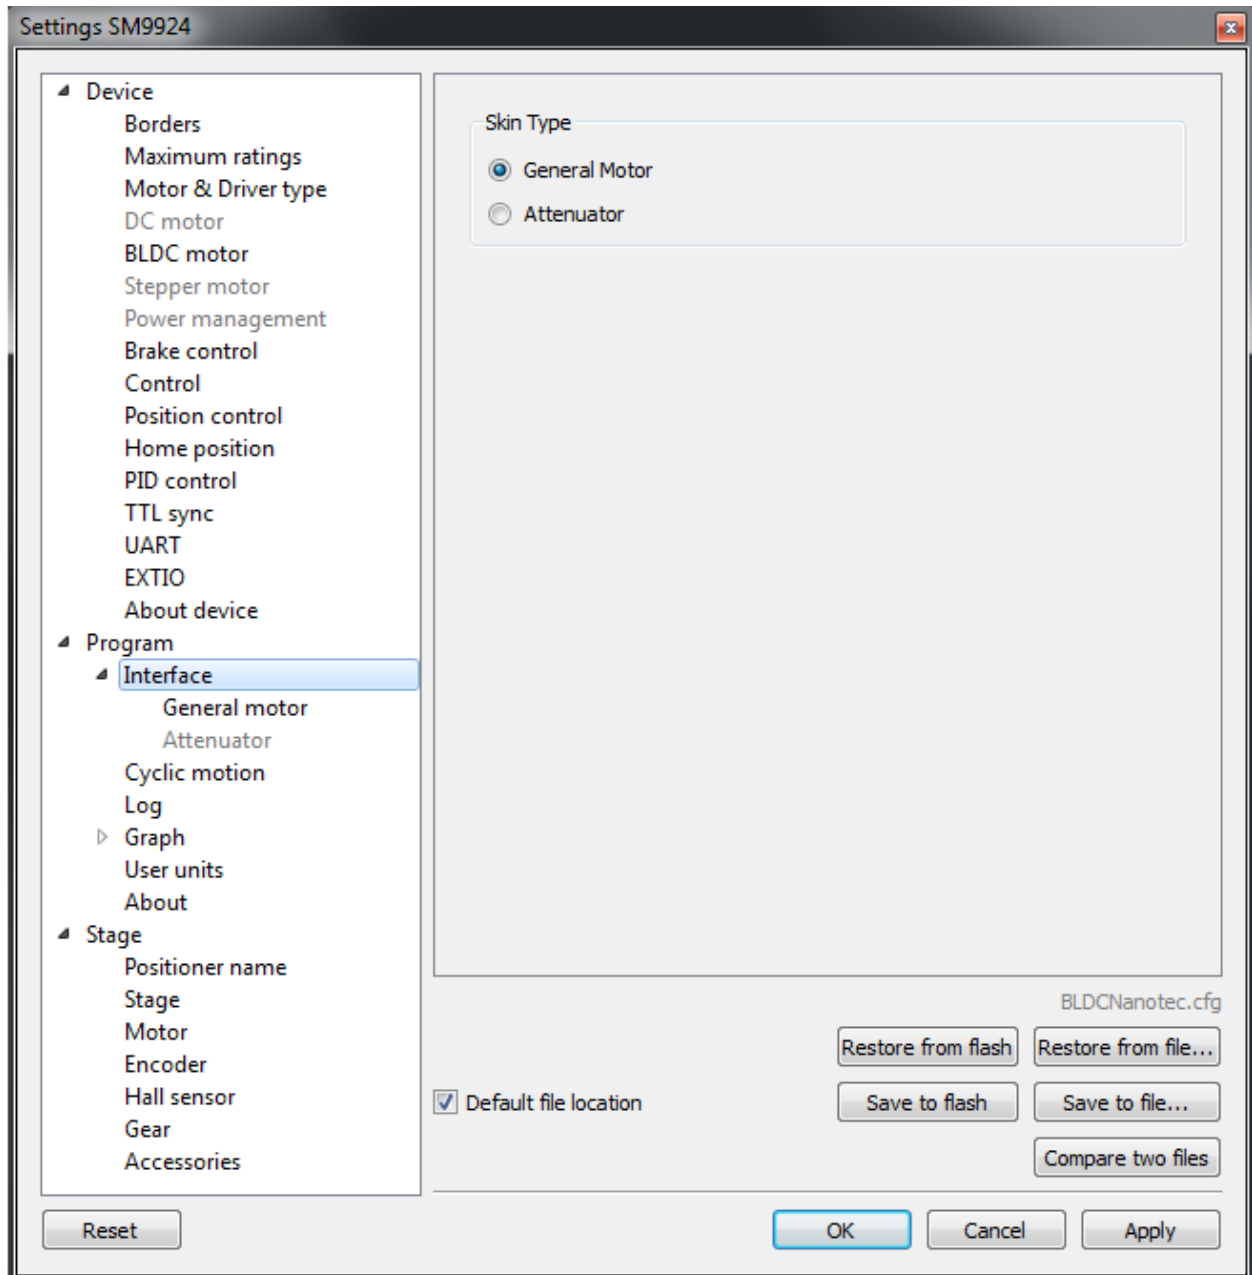 Settings SM9924
Device
Borders
Maximum ratings
Motor & Driver type
DC motor
BLDC motor
Stepper motor
Power management
Brake control
Control
Position control
Home position
PID control
TTL sync
UART
EXTIO
About device
Program
Interface
General motor
Attenuator
Cyclic motion
Log
Graph
User units
About
Stage
Positioner name
Stage
Motor
Encoder
Hall sensor
Gear
Accessories
Skin Type
General Motor
Attenuator
BLDCNanotec.cfg
Restore from flash Restore from file...
Default file location Save to flash Save to file...
Compare two files
Reset OK Cancel Apply